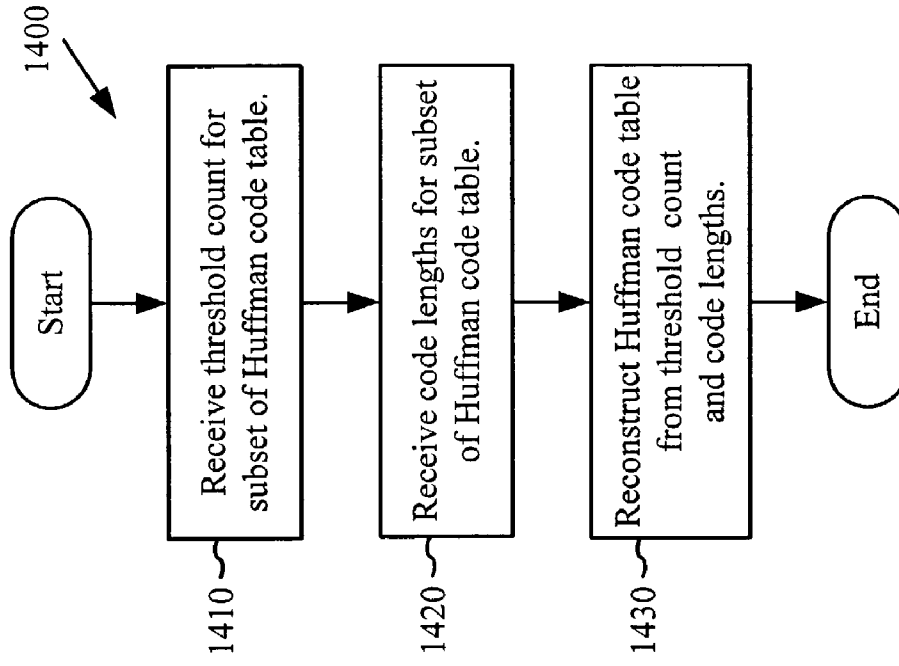 1400
Start
1410
Receive threshold count for
subset of Huffman code table.
1420
Receive code lengths for subset
of Huffman code table.
1430
Reconstruct Huffman code table
from threshold count
and code lengths.
End